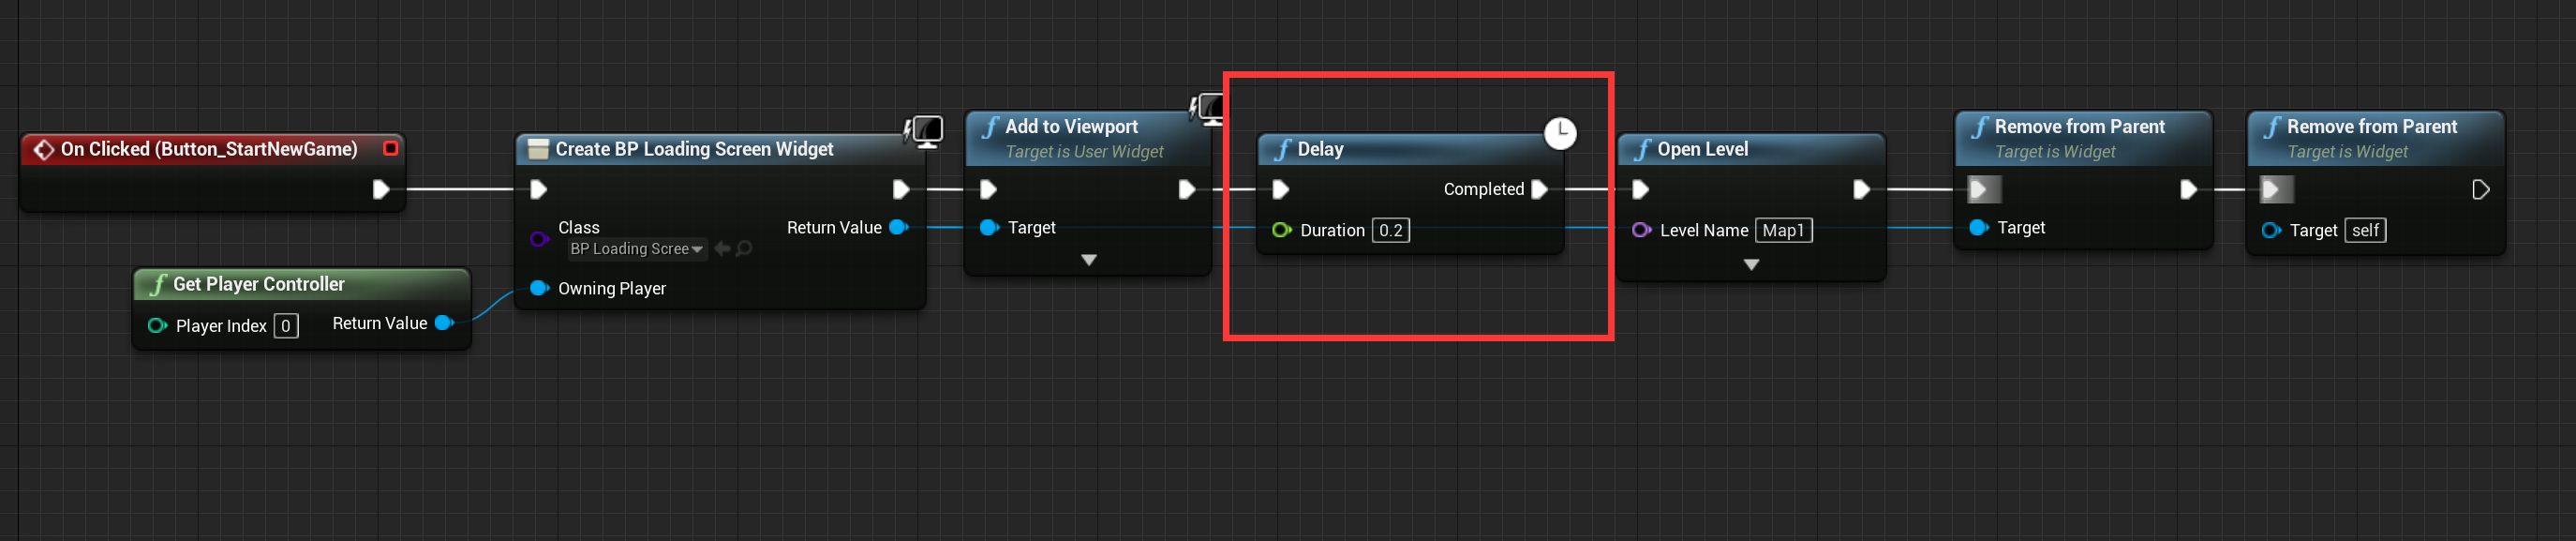 On Clicked (Button_StartNewGame)
Create BP Loading Screen Widget
Class
BP Loading Scree
Return Value
Owning Player
Get Player Controller
Player Index 0
Return Value
Add to Viewport
Target is User Widget
Target
Delay
Completed
Duration 0.2
Open Level
Level Name Map1
Remove from Parent
Target is Widget
Target
Remove from Parent
Target is Widget
Target self